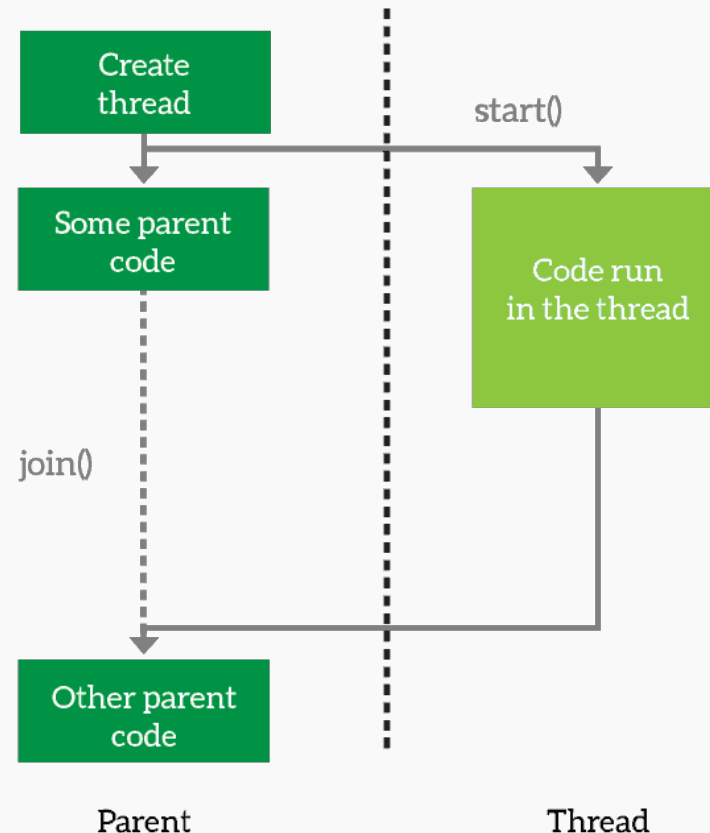 Create
thread
start()
Some parent
code
Code run
in the thread
join()
Other parent
code
Parent
Thread